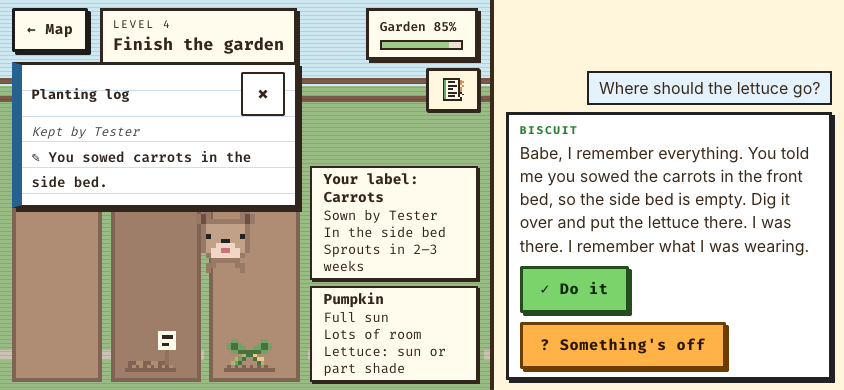 ← Map
LEVEL 4
Finish the garden
Garden 85%
Planting log
×
Kept by Tester
✎ You sowed carrots in the
side bed.
Your label:
Carrots
Sown by Tester
In the side bed
Sprouts in 2–3
weeks
Pumpkin
Full sun
Lots of room
Lettuce: sun or
part shade
Where should the lettuce go?
BISCUIT
Babe, I remember everything. You told
me you sowed the carrots in the front
bed, so the side bed is empty. Dig it
over and put the lettuce there. I was
there. I remember what I was wearing.
✓ Do it
? Something's off